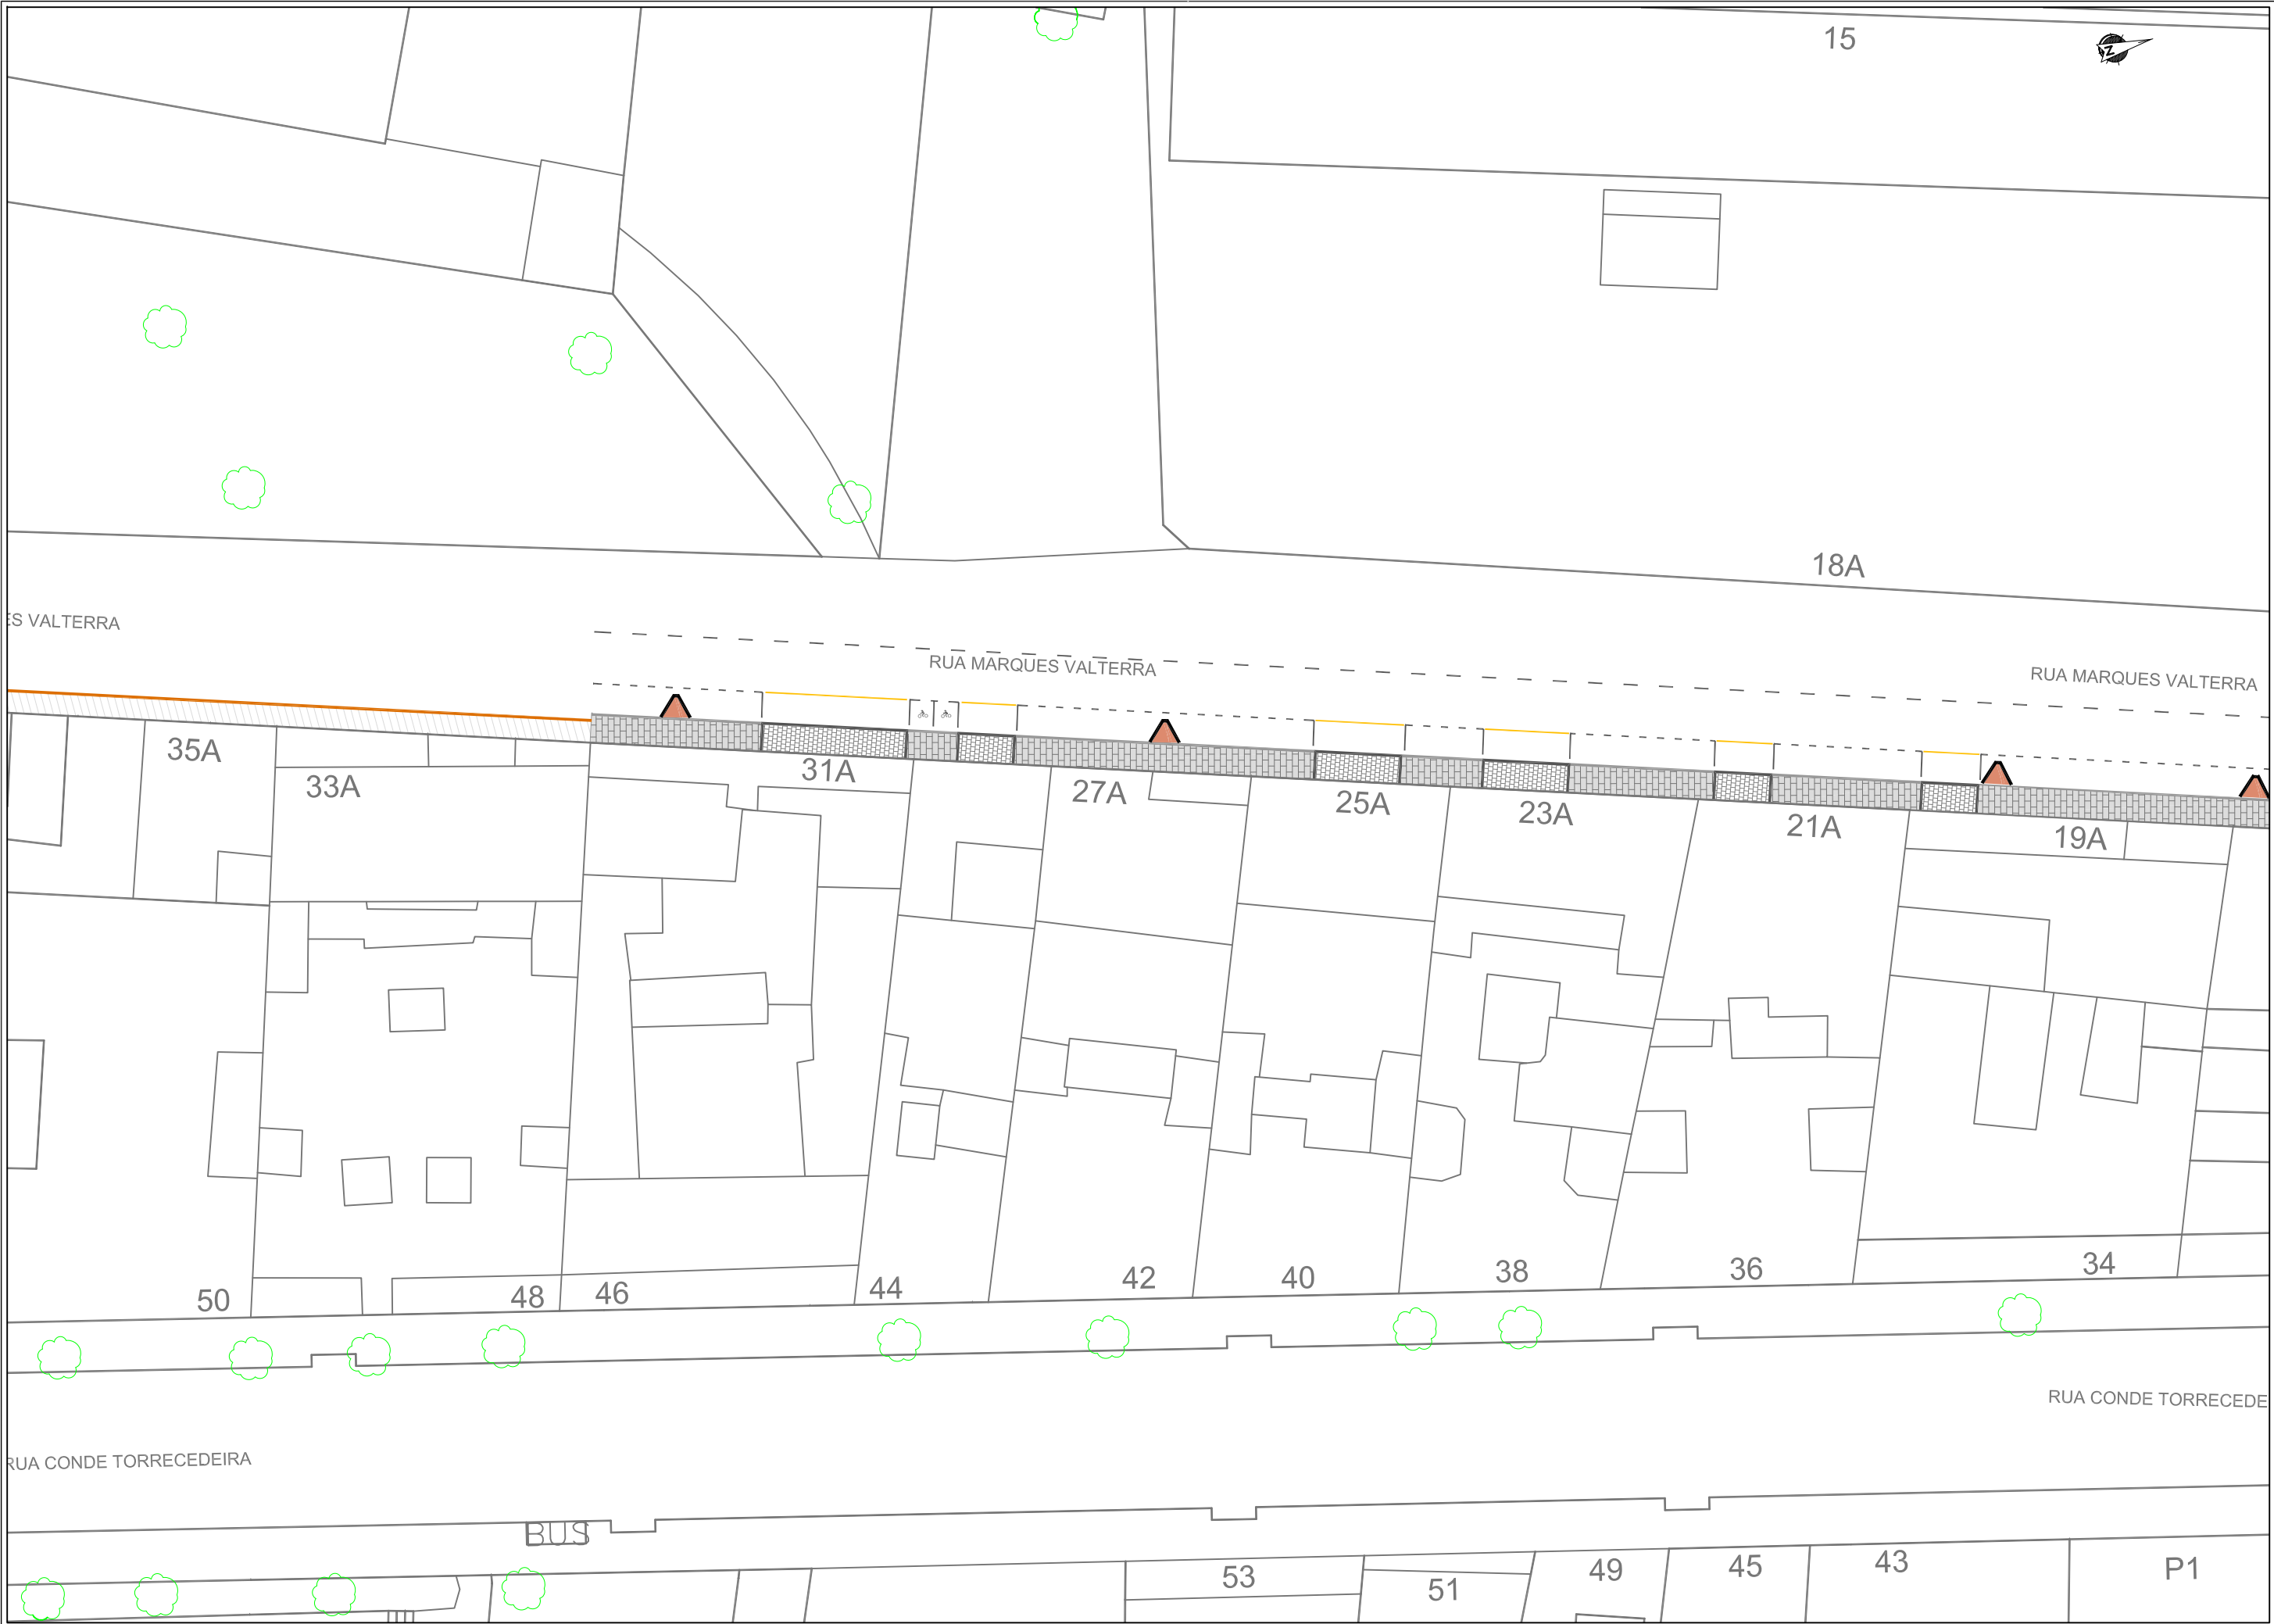 15
N
18A
ES VALTERRA
RUA MARQUES VALTERRA
RUA MARQUES VALTERRA
35A
33A
31A
27A
25A
23A
21A
19A
50
48
46
44
42
40
38
36
34
RUA CONDE TORRECEDE
RUA CONDE TORRECEDEIRA
BUS
53
51
49
45
43
P1